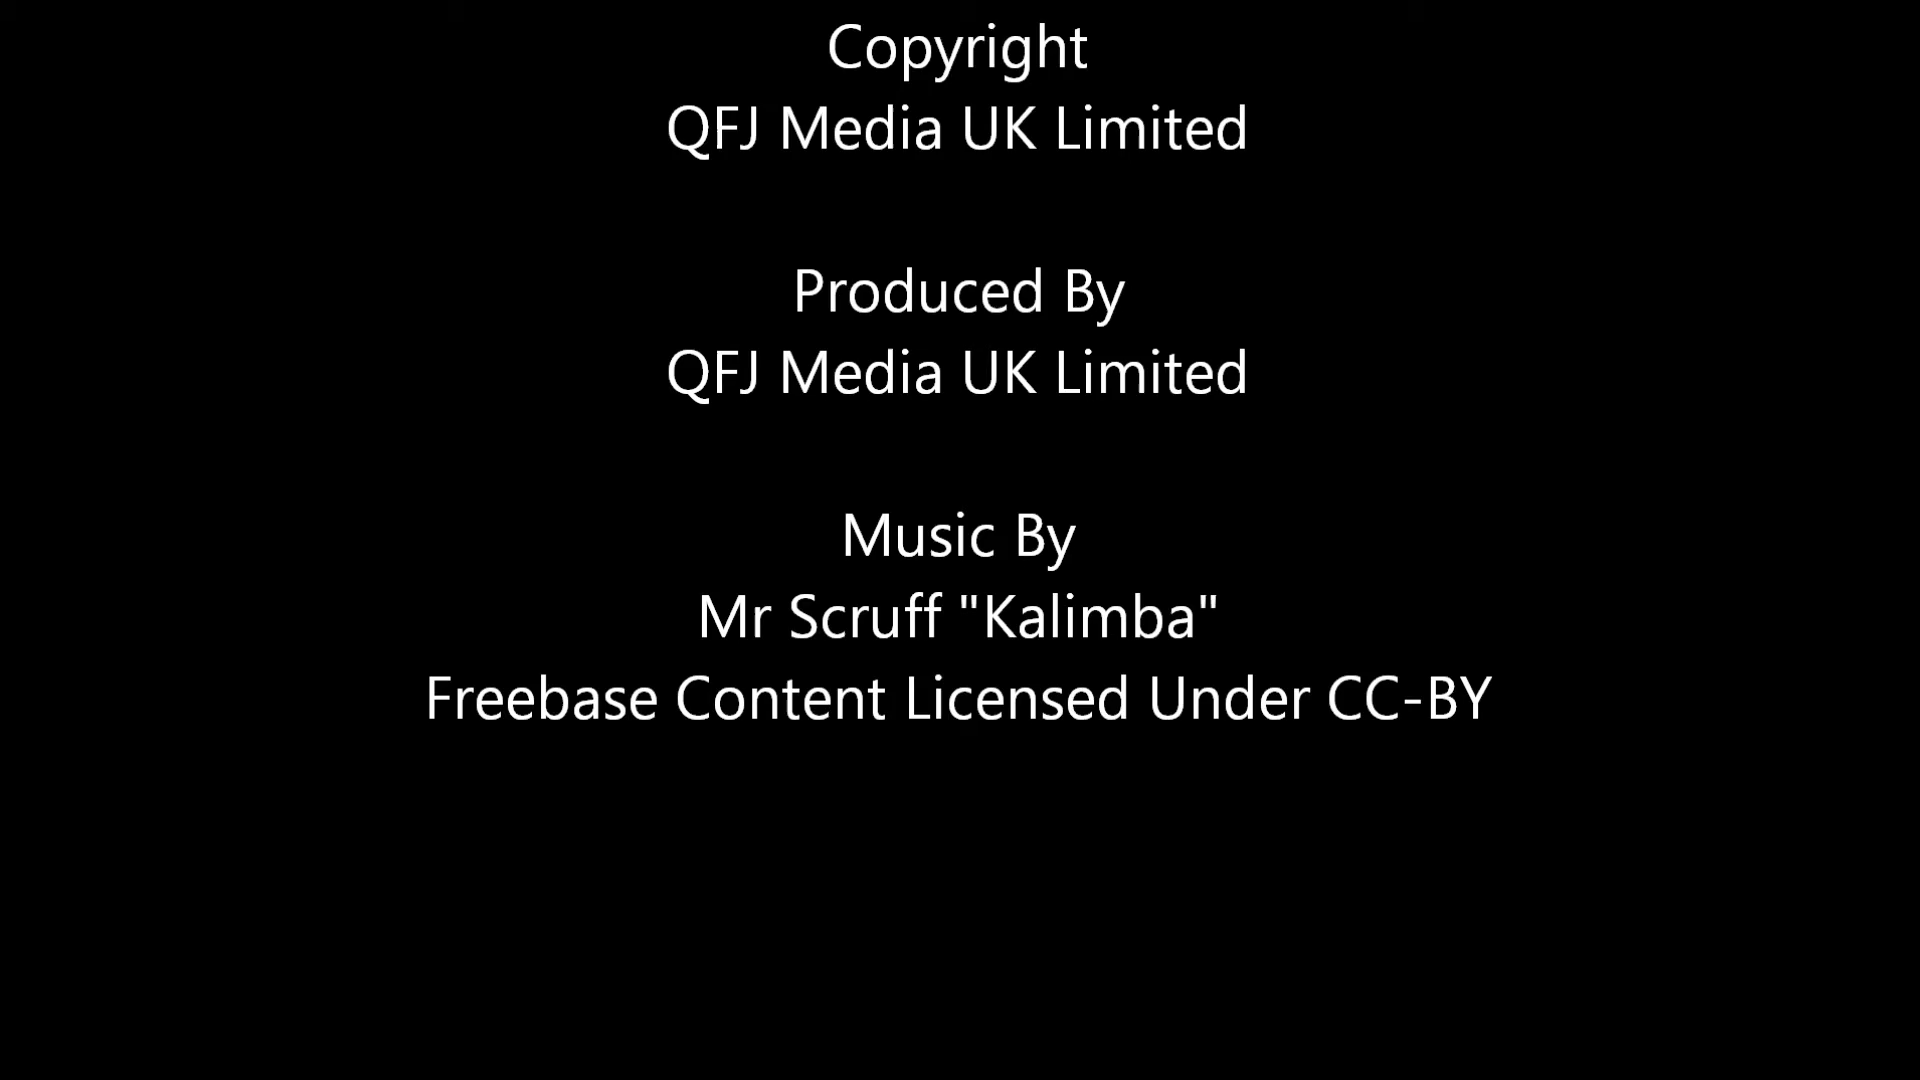 Copyright
QFJ Media UK Limited
Produced By
QFJ Media UK Limited
Music By
Mr Scruff "Kalimba"
Freebase Content Licensed Under CC-BY